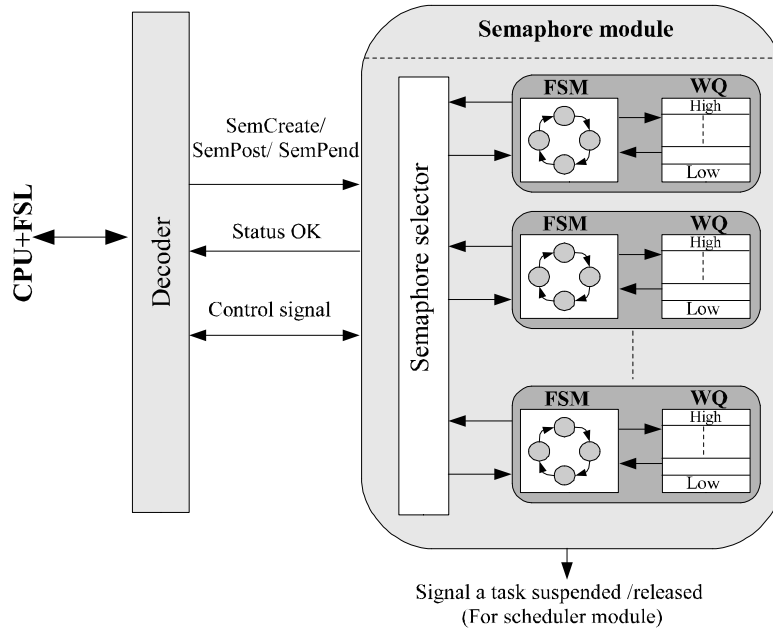 Semaphore module
CPU+FSL
Decoder
SemCreate/
SemPost/ SemPend
Status OK
Control signal
Semaphore selector
FSM
WQ
High
Low
FSM
WQ
High
Low
FSM
WQ
High
Low
Signal a task suspended /released
(For scheduler module)